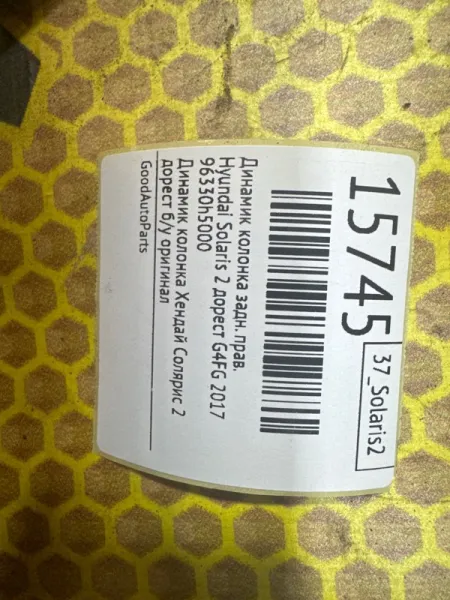 15745
37_Solaris2
Динамик колонка задн. прав.
Hyundai Solaris 2 дорест G4FG 2017
96330h5000
Динамик колонка Хендай Солярис 2
дорест б/у оригинал
GoodAutoParts